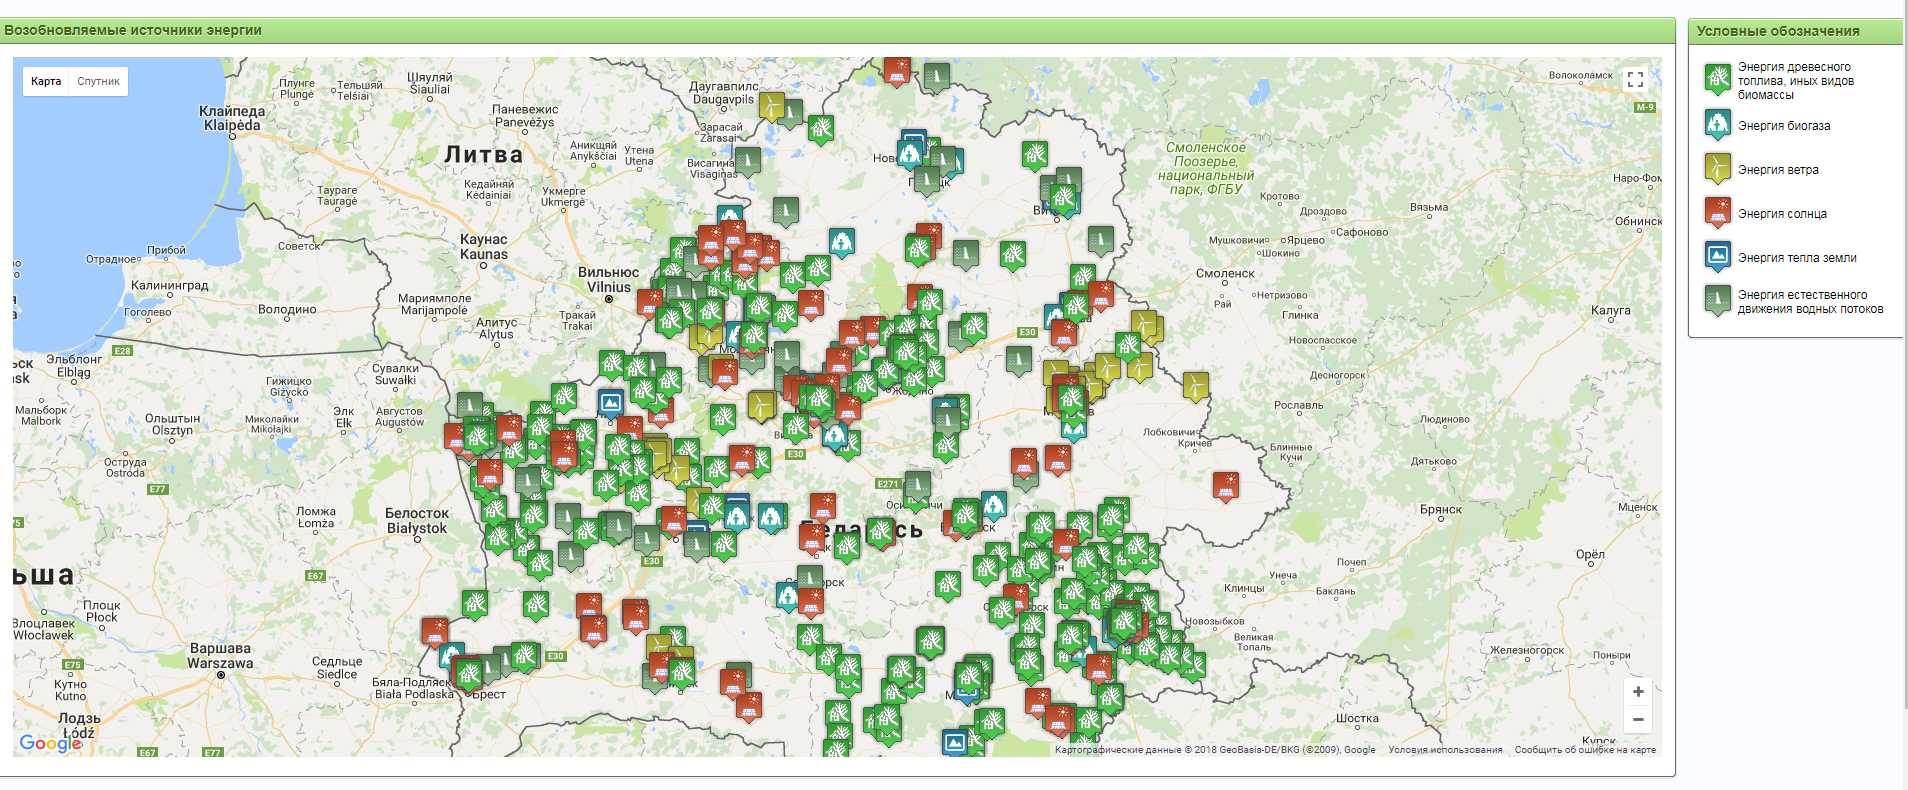 Возобновляемые источники энергии
Условные обозначения
Карта
Спутник
Энергия древесного
топлива, иных видов
биомассы
Энергия биогаза
Энергия ветра
Энергия солнца
Энергия тепла земли
Энергия естественного
движения водных потоков
Плунге
Plungė
Тельшяй
Telšiai
Шяуляй
Šiauliai
Клайпеда
Klaipėda
Паневежис
Panevėžys
Даугавпилс
Daugavpils
Волоколамск
M-9
Зарасай
Zarasai
Литва
Аникщяй
Anykščiai
Утена
Utena
Висагинас
Visaginas
Смоленское
Поозерье,
национальный
парк, ФГБУ
Таураге
Tauragė
Кедайняй
Kėdainiai
Укмерге
Ukmergė
Кротово
Дроздово
Вязьма
Обнинск
Советск
Каунас
Kaunas
Мушковичи
Ярцево
Сафоново
Шокино
Прибой
Отрадное
Калининград
Гоголево
Вильнюс
Vilnius
Смоленск
Нетризово
Рай
Глинка
Калуга
Володино
Мариямполе
Marijampolė
Алитус
Alytus
Тракай
Trakai
E30
Новоспасское
E28
Эльблонг
Elbląg
Сувалки
Suwałki
Гижицко
Giżycko
Десногорск
Мальборк
Malbork
Ольштын
Olsztyn
Миколайки
Mikołajki
Элк
Ełk
Августов
Augustów
Рославль
Людиново
Лобковичи
Кричев
Блинные
Кучи
Дятьково
E30
Оструда
Ostróda
E77
E271
Ломжа
Łomża
Белосток
Białystok
Брянск
Мценск
Беларусь
Орёл
E30
E67
ьша
Унеча
Почеп
Клинцы
Баклань
Плоцк
Płock
Влоцлавек
Włocławek
Новозыбков
Великая
Топаль
Варшава
Warszawa
Седльце
Siedlce
E30
E75
Железногорск
Поныри
Кутно
Kutno
Бяла-Подляска
Biała Podlaska
Брест
Лодзь
Łódź
Шостка
Курск
Google
E67
E77
Картографические данные © 2018 GeoBasis-DE/BKG (©2009), Google
Условия использования
Сообщить об ошибке на карте